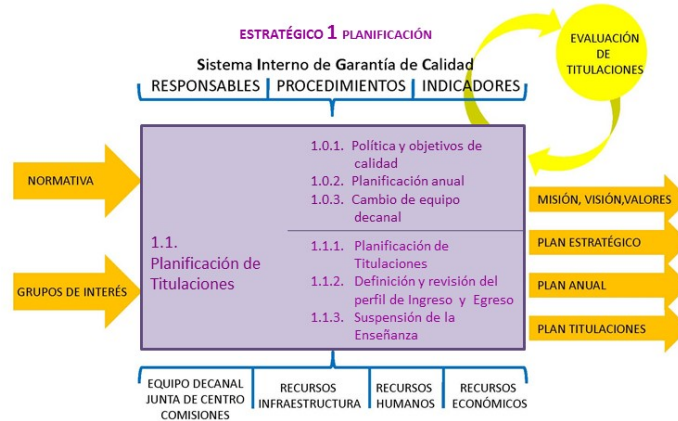 ESTRATÉGICO 1 PLANIFICACIÓN
Sistema Interno de Garantía de Calidad
RESPONSABLES PROCEDIMIENTOS INDICADORES
EVALUACIÓN
DE
TITULACIONES
NORMATIVA
GRUPOS DE INTERÉS
1.1.
Planificación de
Titulaciones
1.0.1. Política y objetivos de
calidad
1.0.2. Planificación anual
1.0.3. Cambio de equipo
decanal
1.1.1. Planificación de
Titulaciones
1.1.2. Definición y revisión del
perfil de Ingreso y Egreso
1.1.3. Suspensión de la
Enseñanza
MISIÓN, VISIÓN,VALORES
PLAN ESTRATÉGICO
PLAN ANUAL
PLAN TITULACIONES
EQUIPO DECANAL
JUNTA DE CENTRO
COMISIONES
RECURSOS
INFRAESTRUCTURA
RECURSOS
HUMANOS
RECURSOS
ECONÓMICOS